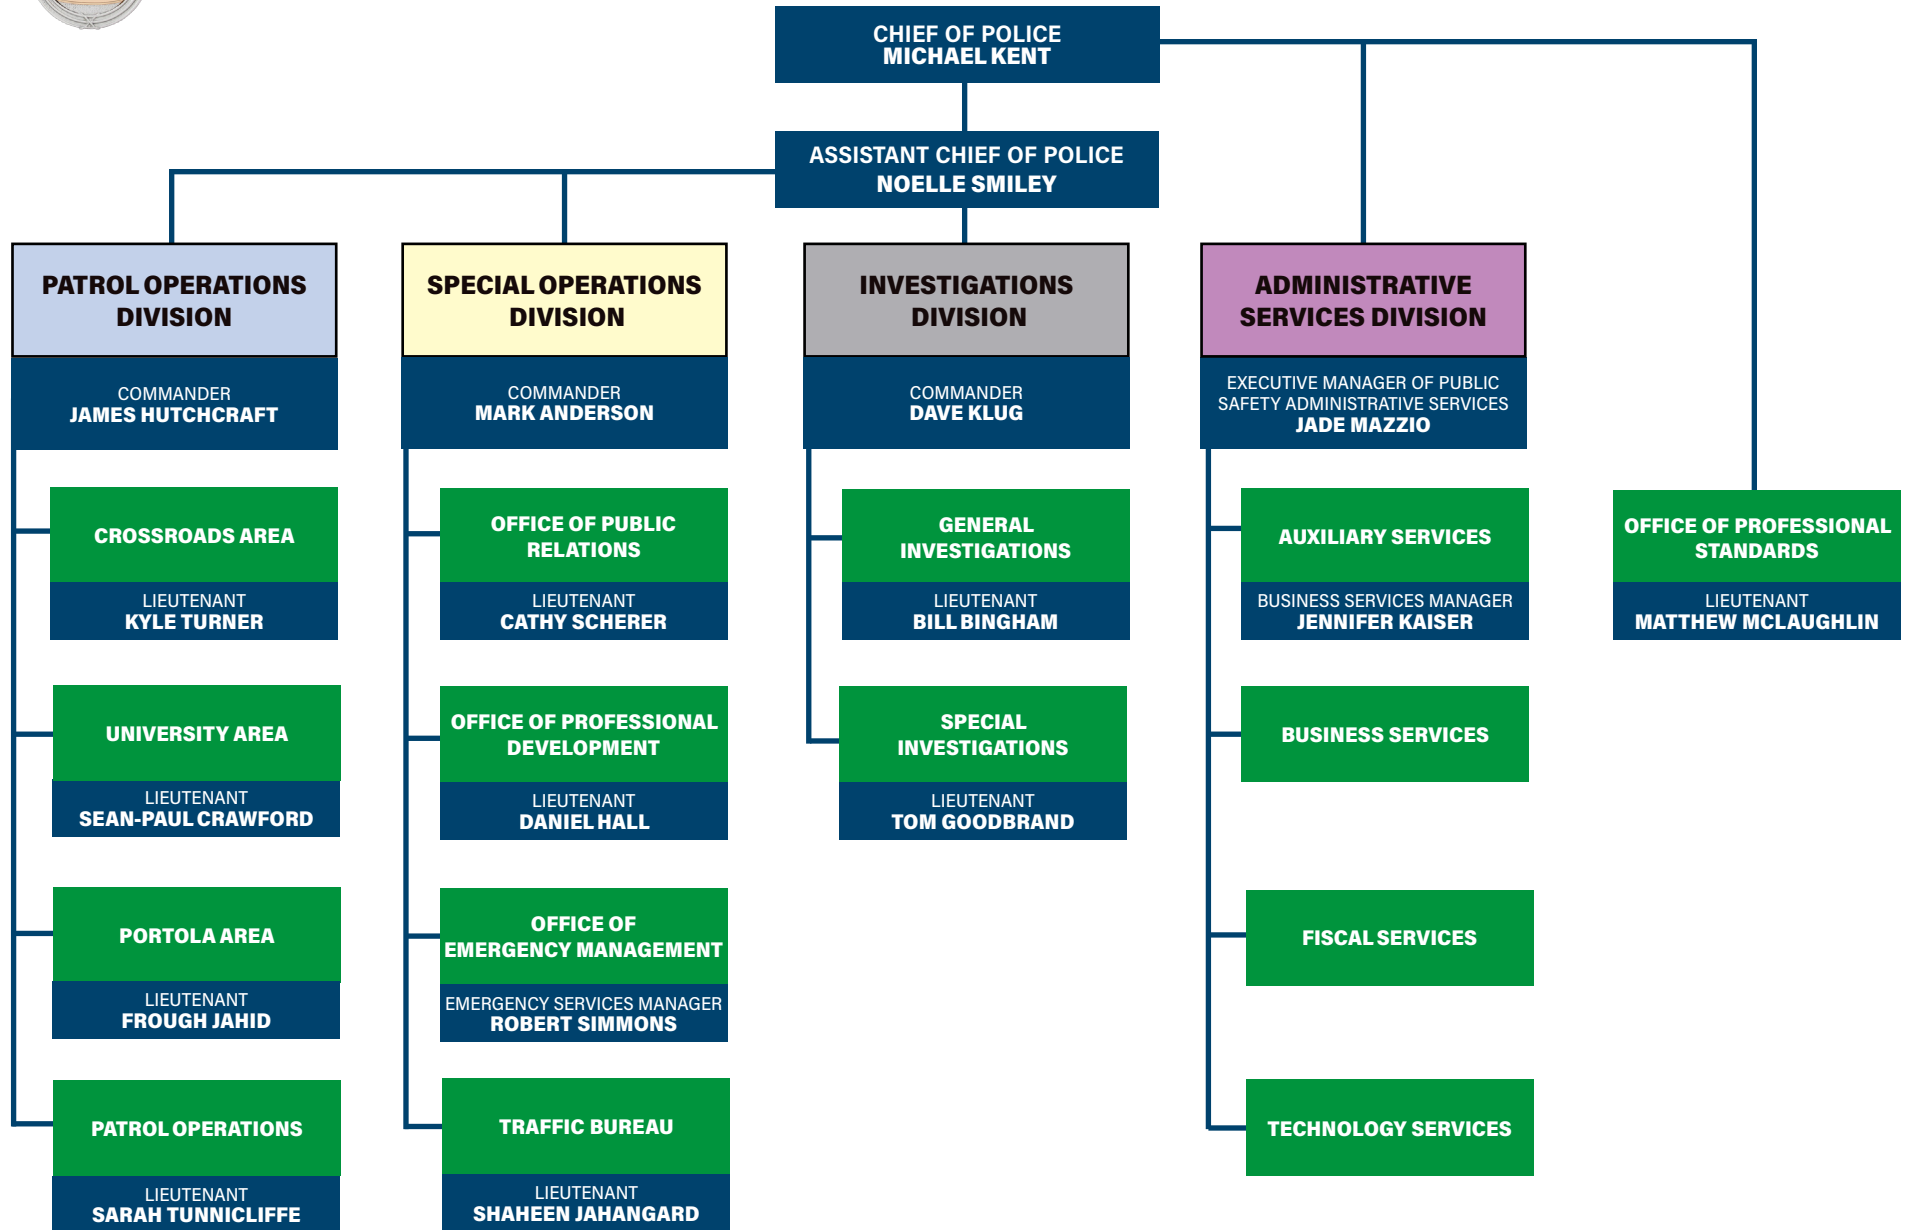 CHIEF OF POLICE
MICHAEL KENT
ASSISTANT CHIEF OF POLICE
NOELLE SMILEY
PATROL OPERATIONS
DIVISION
COMMANDER
JAMES HUTCHCRAFT
CROSSROADS AREA
LIEUTENANT
KYLE TURNER
UNIVERSITY AREA
LIEUTENANT
SEAN-PAUL CRAWFORD
PORTOLA AREA
LIEUTENANT
FROUGH JAHID
PATROL OPERATIONS
LIEUTENANT
SARAH TUNNICLIFFE
SPECIAL OPERATIONS
DIVISION
COMMANDER
MARK ANDERSON
OFFICE OF PUBLIC
RELATIONS
LIEUTENANT
CATHY SCHERER
OFFICE OF PROFESSIONAL
DEVELOPMENT
LIEUTENANT
DANIEL HALL
OFFICE OF
EMERGENCY MANAGEMENT
EMERGENCY SERVICES MANAGER
ROBERT SIMMONS
TRAFFIC BUREAU
LIEUTENANT
SHAHEEN JAHANGARD
INVESTIGATIONS
DIVISION
COMMANDER
DAVE KLUG
GENERAL
INVESTIGATIONS
LIEUTENANT
BILL BINGHAM
SPECIAL
INVESTIGATIONS
LIEUTENANT
TOM GOODBRAND
ADMINISTRATIVE
SERVICES DIVISION
EXECUTIVE MANAGER OF PUBLIC
SAFETY ADMINISTRATIVE SERVICES
JADE MAZZIO
AUXILIARY SERVICES
BUSINESS SERVICES MANAGER
JENNIFER KAISER
BUSINESS SERVICES
FISCAL SERVICES
TECHNOLOGY SERVICES
OFFICE OF PROFESSIONAL
STANDARDS
LIEUTENANT
MATTHEW MCLAUGHLIN